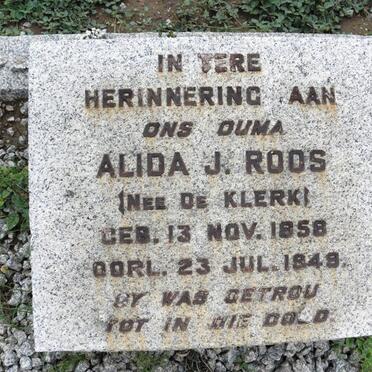 IN TERE
HERINNERING AAN
ONS OUMA
ALIDA J. ROOS
(NEE DE KLERK)
GEB. 13 NOV. 1858
OORL. 23 JUL. 1949.
SY WAS GETROU
TOT IN DIE DOOD.